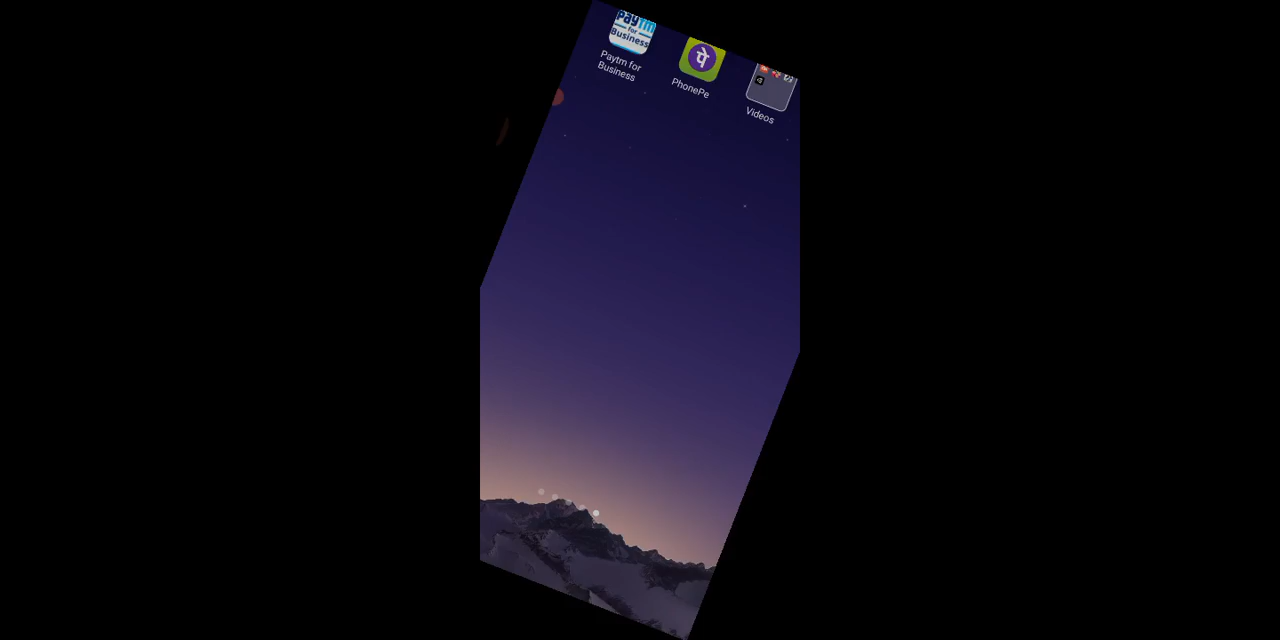 Paytm
for
Business
Paytm for
Business
पे
PhonePe
Videos